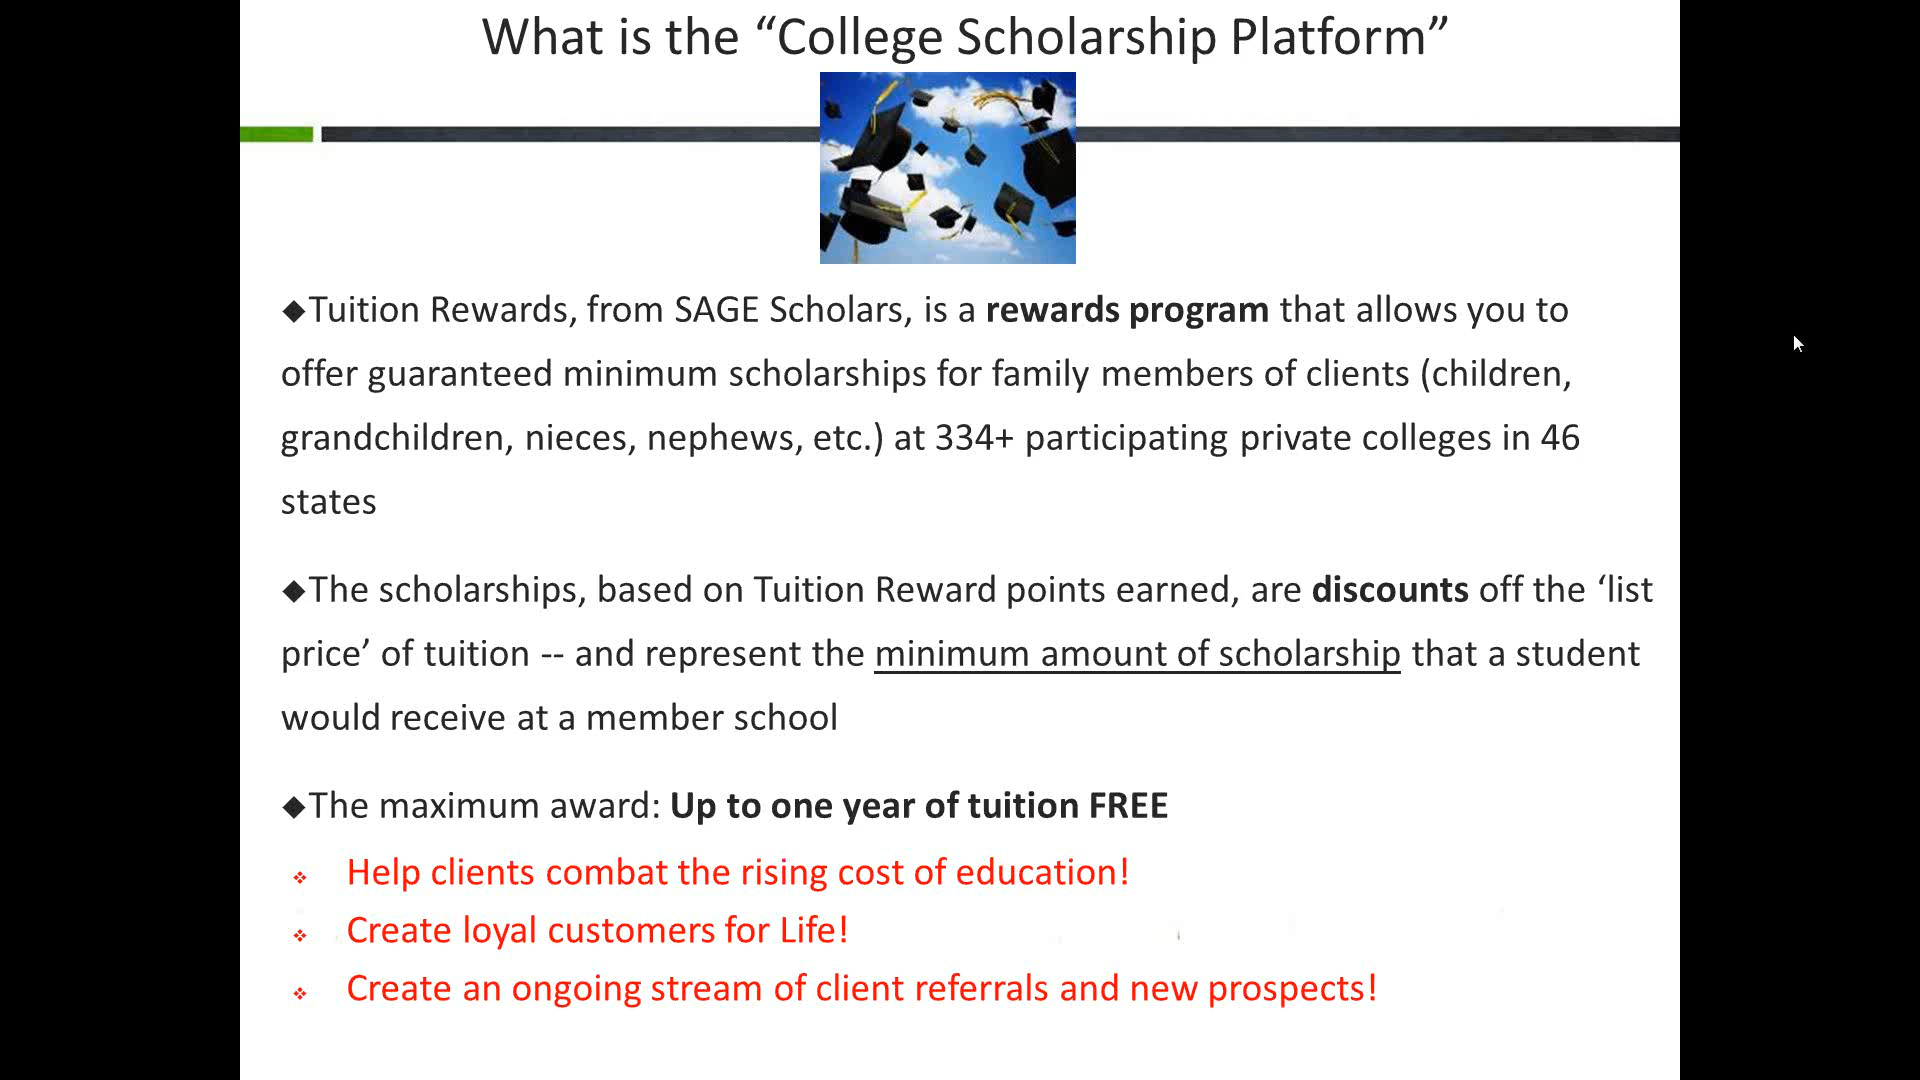 What is the “College Scholarship Platform”
◆Tuition Rewards, from SAGE Scholars, is a rewards program that allows you to
offer guaranteed minimum scholarships for family members of clients (children,
grandchildren, nieces, nephews, etc.) at 334+ participating private colleges in 46
states
◆The scholarships, based on Tuition Reward points earned, are discounts off the ‘list
price’ of tuition -- and represent the minimum amount of scholarship that a student
would receive at a member school
◆The maximum award: Up to one year of tuition FREE
❖ Help clients combat the rising cost of education!
❖ Create loyal customers for Life!
❖ Create an ongoing stream of client referrals and new prospects!